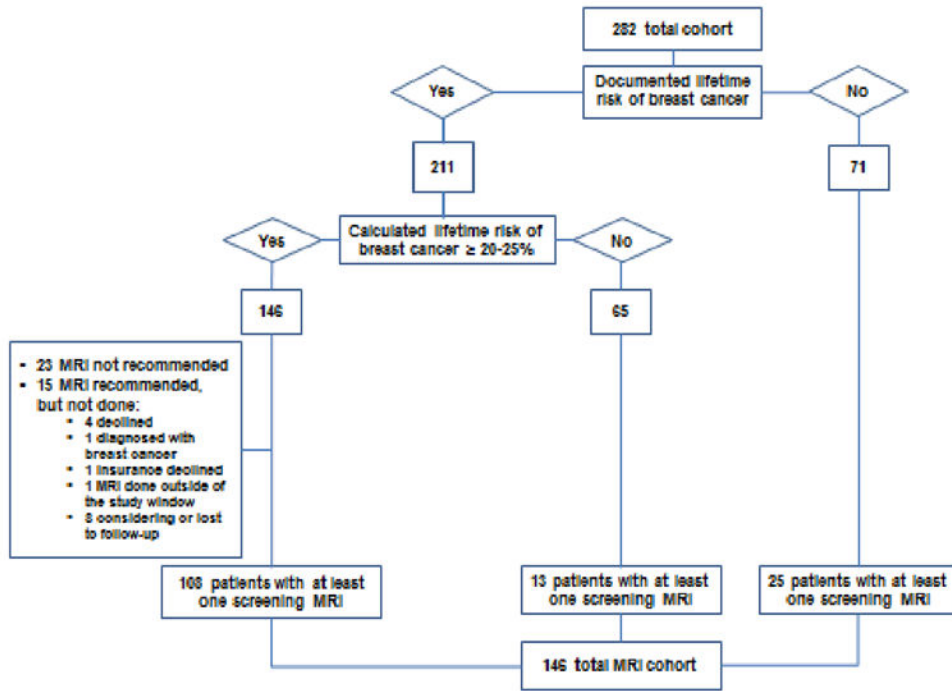 282 total cohort
Documented lifetime
risk of breast cancer
Yes
No
211
71
Calculated lifetime risk of
breast cancer ≥ 20-25%
Yes
No
146
65
• 23 MRI not recommended
• 15 MRI recommended,
but not done:
• 4 declined
• 1 diagnosed with
breast cancer
• 1 insurance declined
• 1 MRI done outside of
the study window
• 8 considering or lost
to follow-up
108 patients with at least
one screening MRI
13 patients with at least
one screening MRI
25 patients with at least
one screening MRI
146 total MRI cohort